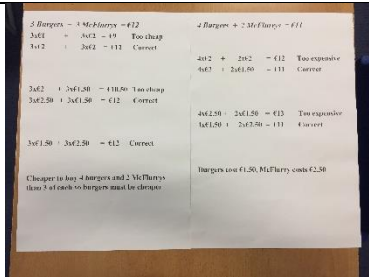 3 Burgers + 3 McFlurrys = €12
3x€1 + 3x€2 = €9 Too cheap
3x€2 + 3x€2 = €12 Correct
3x€2 + 3x€1.50 = €10.50 Too cheap
3x€2.50 + 3x€1.50 = €12 Correct
3x€1.50 + 3x€2.50 = €12 Correct
Cheaper to buy 4 burgers and 2 McFlurrys
than 3 of each so burgers must be cheaper
4 Burgers + 2 McFlurrys = €11
4x€2 + 2x€2 = €12 Too expensive
4x€2 + 2x€1.50 = €11 Correct
4x€2.50 + 2x€1.50 = €13 Too expensive
4x€1.50 + 2x€2.50 = €11 Correct
Burgers cost €1.50, McFlurry costs €2.50